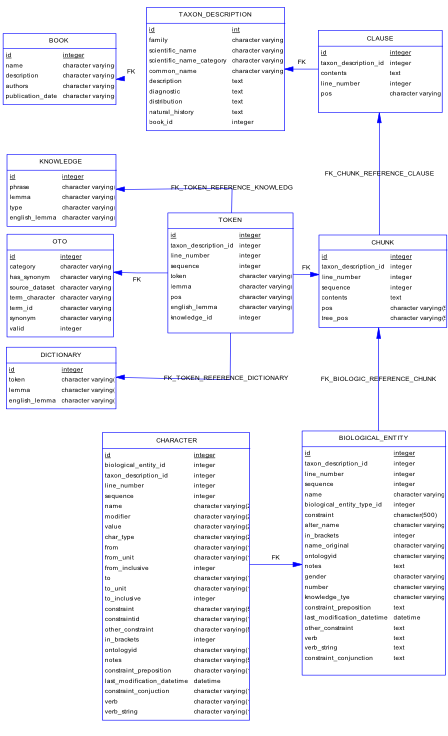 BOOK
id integer
name character varying
description character varying
authors character varying
publication_date character varying
FK
TAXON_DESCRIPTION
id int
family character varying
scientific_name character varying
scientific_name_category character varying
common_name character varying
description text
diagnostic text
distribution text
natural_history text
book_id integer
FK
CLAUSE
id integer
taxon_description_id integer
contents text
line_number integer
pos character varying
FK_CHUNK_REFERENCE_CLAUSE
KNOWLEDGE
id integer
phrase character varying(
lemma character varying(
type character varying(
english_lemma character varying(
FK_TOKEN_REFERENCE_KNOWLEDG
OTO
id integer
category character varying
has_synonym character varying
source_dataset character varying
term_character character varying
term_id character varying
synonym character varying
valid integer
FK
TOKEN
id integer
taxon_description_id integer
line_number integer
sequence integer
token character varying(
lemma character varying(
pos character varying(
english_lemma character varying(
knowledge_id integer
FK
CHUNK
id integer
taxon_description_id integer
line_number integer
sequence integer
contents text
pos character varying(
tree_pos character varying(
DICTIONARY
id integer
token character varying(
lemma character varying(
english_lemma character varying(
FK_TOKEN_REFERENCE_DICTIONARY
FK_BIOLOGIC_REFERENCE_CHUNK
CHARACTER
id integer
biological_entity_id integer
taxon_description_id integer
line_number integer
sequence integer
name character varying(2
modifier character varying(2
value character varying(2
char_type character varying(2
from character varying(
from_unit character varying(
from_inclusive integer
to character varying(
to_unit character varying(
to_inclusive integer
constraint character varying(5
constraintid character varying(
other_constraint character varying(5
in_brackets integer
ontologyid character varying(
notes character varying(5
constraint_preposition character varying(
last_modification_datetime datetime
constraint_conjuction character varying(
verb character varying(
verb_string character varying(
FK
BIOLOGICAL_ENTITY
id integer
taxon_description_id integer
line_number integer
sequence integer
name character varying
biological_entity_type_id integer
constraint character(500)
alter_name character varying
in_brackets integer
name_original character varying
ontologyid character varying
notes text
gender character varying
number character varying
knowledge_tye character varying
constraint_preposition text
last_modification_datetime datetime
other_constraint text
verb text
verb_string text
constraint_conjunction text